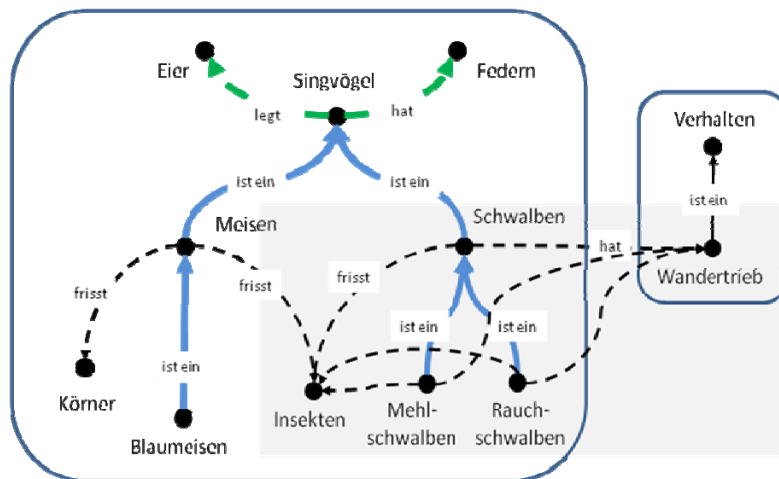 Eier
Singvögel
Federn
legt
hat
Verhalten
ist ein
ist ein
ist ein
Meisen
Schwalben
hat
Wandertrieb
frisst
frisst
frisst
ist ein
ist ein
ist ein
Körner
Insekten
Mehl-
schwalben
Rauch-
schwalben
Blaumeisen